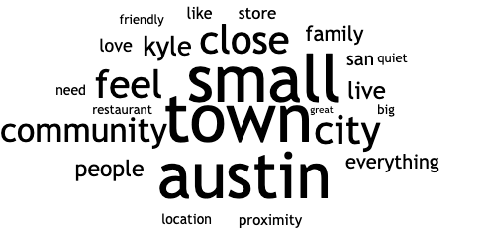 like store
friendly
love kyle close family
san quiet
need feel small live
restaurant great big
community town city
people austin everything
location proximity